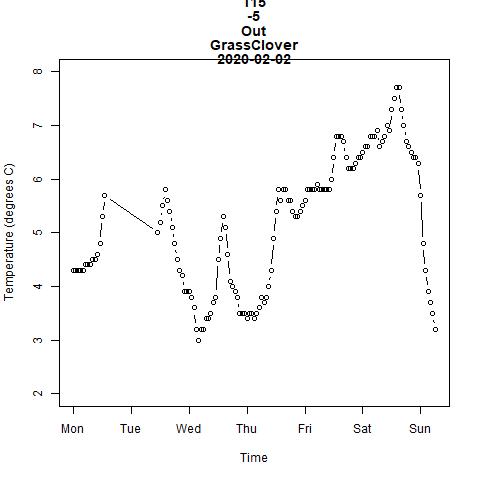 T15
-5
Out
GrassClover
2020-02-02
Temperature (degrees C)
8
7
6
5
4
3
2
Mon Tue Wed Thu Fri Sat Sun
Time